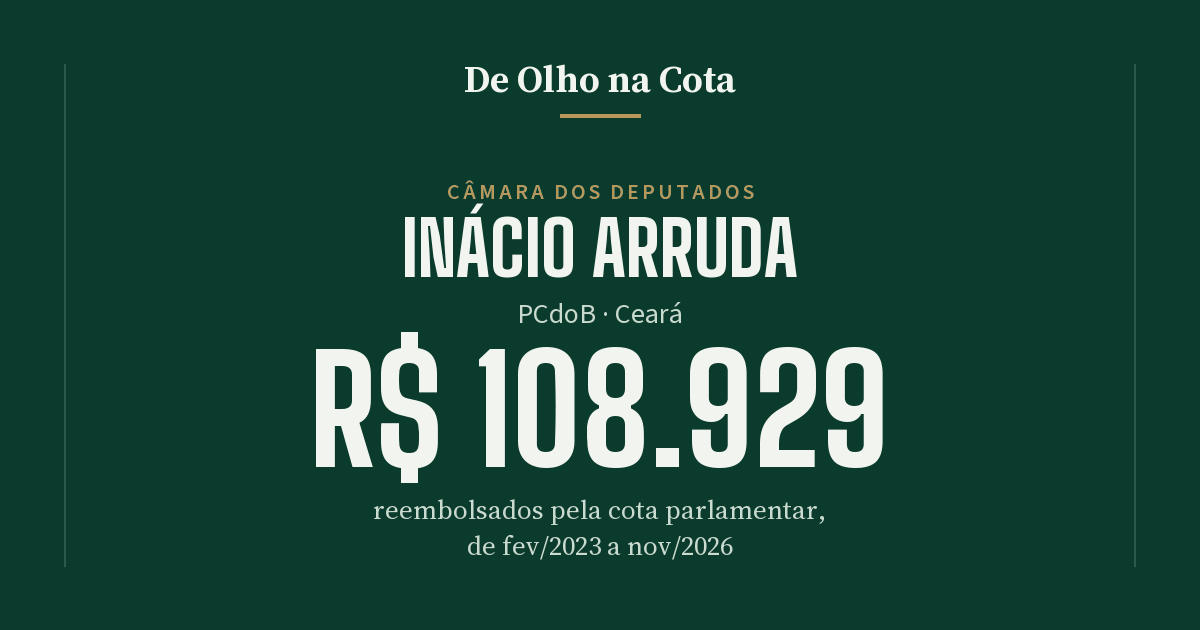 De Olho na Cota
CÂMARA DOS DEPUTADOS
INÁCIO ARRUDA
PCdoB · Ceará
R$ 108.929
reembolsados pela cota parlamentar,
de fev/2023 a nov/2026